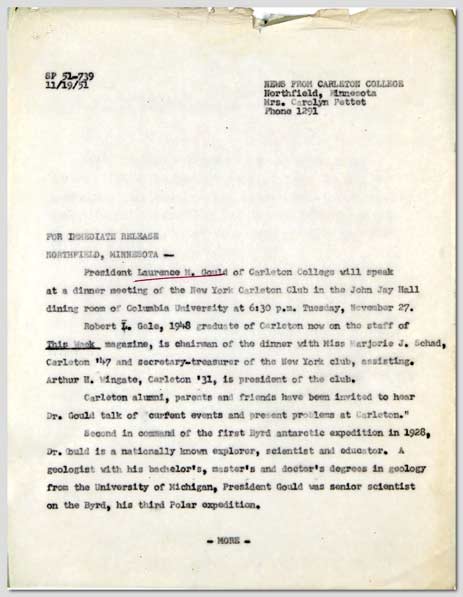 SP 51-739
11/19/51
NEWS FROM CARLETON COLLEGE
Northfield, Minnesota
Mrs. Carolyn Pettet
Phone 1291
FOR IMMEDIATE RELEASE
NORTHFIELD, MINNESOTA —
President Laurence M. Gould of Carleton College will speak
at a dinner meeting of the New York Carleton Club in the John Jay Hall
dining room of Columbia University at 6:30 p.m. Tuesday, November 27.
Robert L. Gale, 1948 graduate of Carleton now on the staff of
This Week magazine, is chairman of the dinner with Miss Marjorie J. Schad,
Carleton '47 and secretary-treasurer of the New York club, assisting.
Arthur H. Wingate, Carleton '31, is president of the club.
Carleton alumni, parents and friends have been invited to hear
Dr. Gould talk of "current events and present problems at Carleton."
Second in command of the first Byrd antarctic expedition in 1928,
Dr. Gould is a nationally known explorer, scientist and educator. A
geologist with his bachelor's, master's and doctor's degrees in geology
from the University of Michigan, President Gould was senior scientist
on the Byrd, his third Polar expedition.
- MORE -